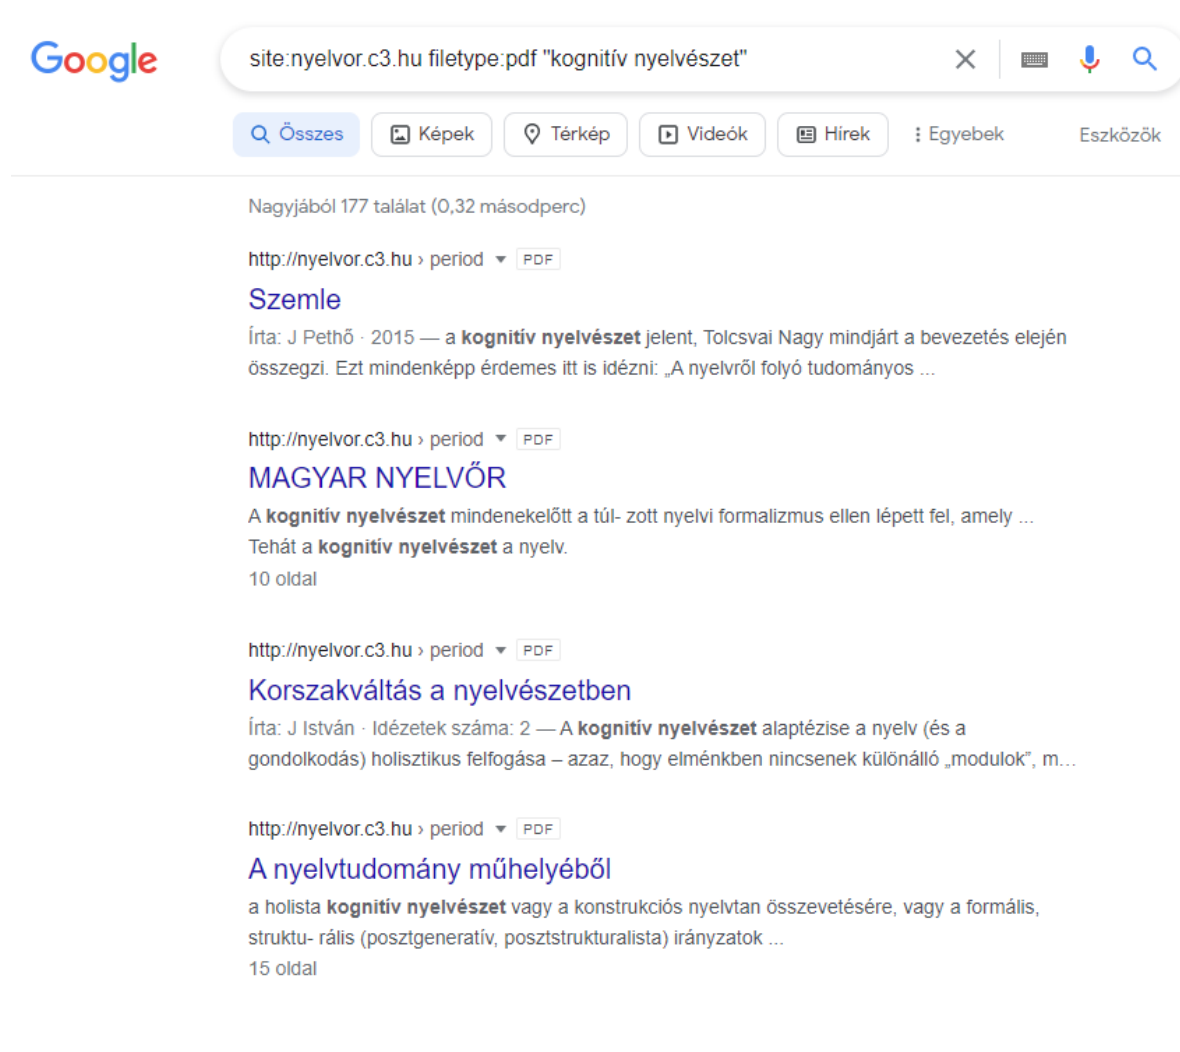 Google
site:nyelvor.c3.hu filetype:pdf "kognitív nyelvészet"
Összes Képek Térkép Videók Hírek Egyebek Eszközök
Nagyjából 177 találat (0,32 másodperc)
http://nyelvor.c3.hu › period PDF
Szemle
Írta: J Pethő · 2015 — a kognitív nyelvészet jelent, Tolcsvai Nagy mindjárt a bevezetés elején
összegzi. Ezt mindenképp érdemes itt is idézni: „A nyelvről folyó tudományos ...
http://nyelvor.c3.hu › period PDF
MAGYAR NYELVŐR
A kognitív nyelvészet mindenekelőtt a túl- zott nyelvi formalizmus ellen lépett fel, amely ...
Tehát a kognitív nyelvészet a nyelv.
10 oldal
http://nyelvor.c3.hu › period PDF
Korszakváltás a nyelvészetben
Írta: J István · Idézetek száma: 2 — A kognitív nyelvészet alaptézise a nyelv (és a
gondolkodás) holisztikus felfogása – azaz, hogy elménkben nincsenek különálló „modulok”, m...
http://nyelvor.c3.hu › period PDF
A nyelvtudomány műhelyéből
a holista kognitív nyelvészet vagy a konstrukciós nyelvtan összevetésére, vagy a formális,
struktu- rális (posztgeneratív, posztstrukturalista) irányzatok ...
15 oldal